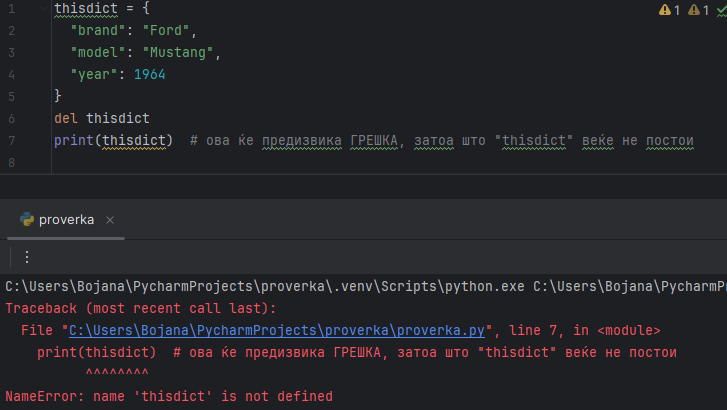 1 thisdict = {
2 "brand": "Ford",
3 "model": "Mustang",
4 "year": 1964
5 }
6 del thisdict
7 print(thisdict)  # ова ќе предизвика ГРЕШКА, затоа што "thisdict" веќе не постои
8
1 1
proverka ×
C:\Users\Bojana\PycharmProjects\proverka\.venv\Scripts\python.exe C:\Users\Bojana\PycharmPr
Traceback (most recent call last):
File "C:\Users\Bojana\PycharmProjects\proverka\proverka.py", line 7, in <module>
print(thisdict)  # ова ќе предизвика ГРЕШКА, затоа што "thisdict" веќе не постои
^^^^^^^^
NameError: name 'thisdict' is not defined